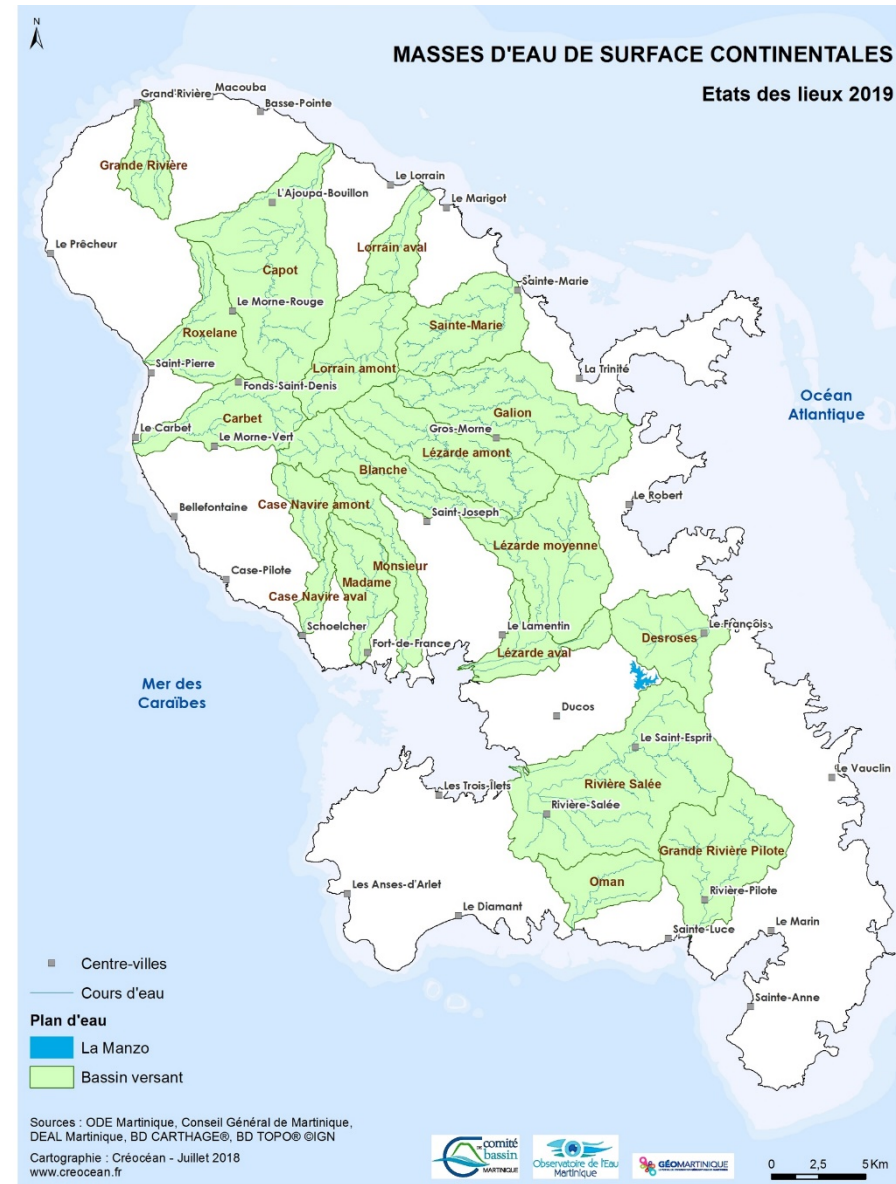 N
MASSES D'EAU DE SURFACE CONTINENTALES
Etats des lieux 2019
Grand'Rivière
Macouba
Basse-Pointe
Grande Rivière
L'Ajoupa-Bouillon
Le Lorrain
Le Marigot
Le Prêcheur
Lorrain aval
Capot
Sainte-Marie
Le Morne-Rouge
Roxelane
Sainte-Marie
Saint-Pierre
Lorrain amont
La Trinité
Fonds-Saint-Denis
Océan
Atlantique
Carbet
Galion
Le Carbet
Le Morne-Vert
Gros-Morne
Lézarde amont
Blanche
Le Robert
Case Navire amont
Bellefontaine
Saint-Joseph
Lézarde moyenne
Monsieur
Case-Pilote
Madame
Case Navire aval
Schoelcher
Le Lamentin
Le François
Desroses
Fort-de-France
Lézarde aval
Mer des
Caraïbes
Ducos
Le Saint-Esprit
Le Vauclin
Les Trois-Îlets
Rivière Salée
Rivière-Salée
Grande Rivière Pilote
Oman
Les Anses-d'Arlet
Rivière-Pilote
Le Diamant
Le Marin
Sainte-Luce
Sainte-Anne
Centre-villes
Cours d'eau
Plan d'eau
La Manzo
Bassin versant
Sources : ODE Martinique, Conseil Général de Martinique,
DEAL Martinique, BD CARTHAGE®, BD TOPO® ©IGN
Cartographie : Créocéan - Juillet 2018
www.creocean.fr
comité
bassin
MARTINIQUE
Observatoire de l'Eau
Martinique
GÉOMARTINIQUE
0 2,5 5 Km